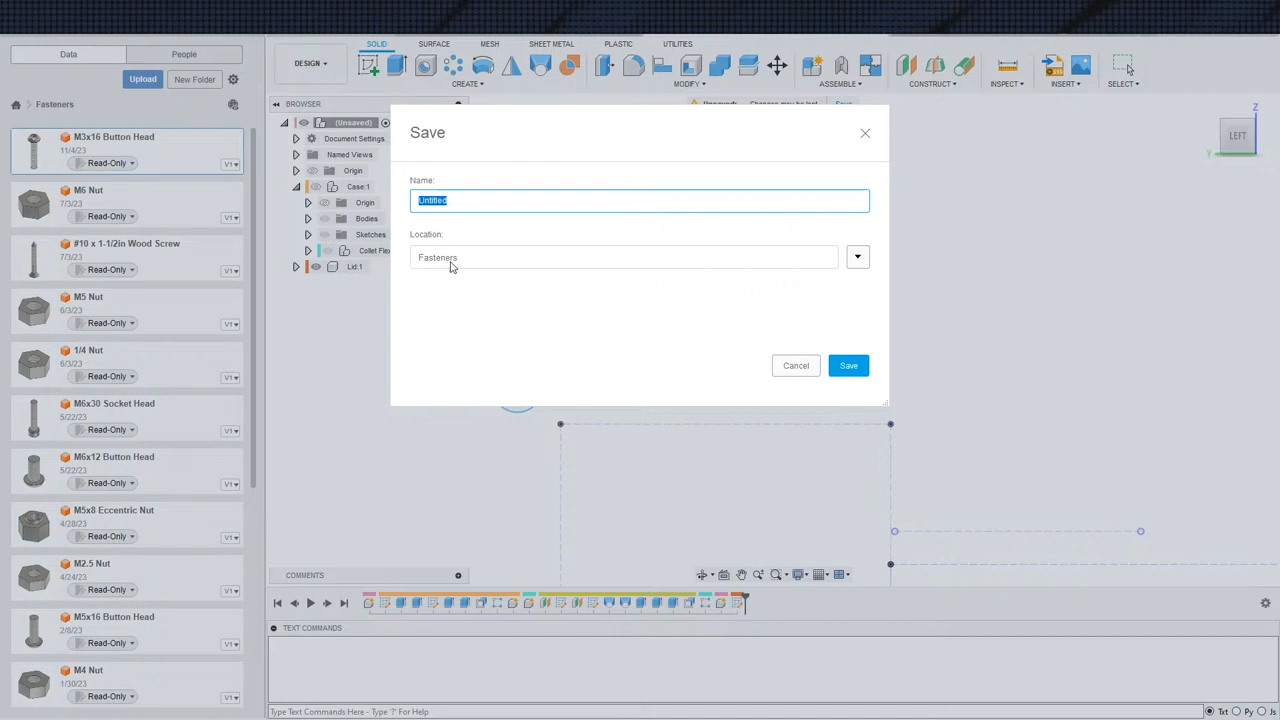 Data
People
Upload
New Folder
Fasteners
M3x16 Button Head
11/4/23
Read-Only
V1
M6 Nut
7/3/23
Read-Only
V1
#10 x 1-1/2in Wood Screw
7/3/23
Read-Only
V1
M5 Nut
6/3/23
Read-Only
V1
1/4 Nut
6/3/23
Read-Only
V1
M6x30 Socket Head
5/22/23
Read-Only
V1
M6x12 Button Head
5/22/23
Read-Only
V1
M5x8 Eccentric Nut
4/28/23
Read-Only
V1
M2.5 Nut
4/24/23
Read-Only
V1
M5x16 Button Head
2/8/23
Read-Only
V1
M4 Nut
1/30/23
Read-Only
V1
DESIGN
SOLID
SURFACE
MESH
SHEET METAL
PLASTIC
UTILITIES
CREATE
MODIFY
ASSEMBLE
CONSTRUCT
INSPECT
INSERT
SELECT
BROWSER
(Unsaved)
Document Settings
Named Views
Origin
Case:1
Origin
Bodies
Sketches
Collet Flex
Lid:1
Save
Name:
Untitled
Location:
Fasteners
Cancel
Save
Z
LEFT
Y
COMMENTS
TEXT COMMANDS
Type Text Commands Here - Type '?' For Help
Txt
Py
Js